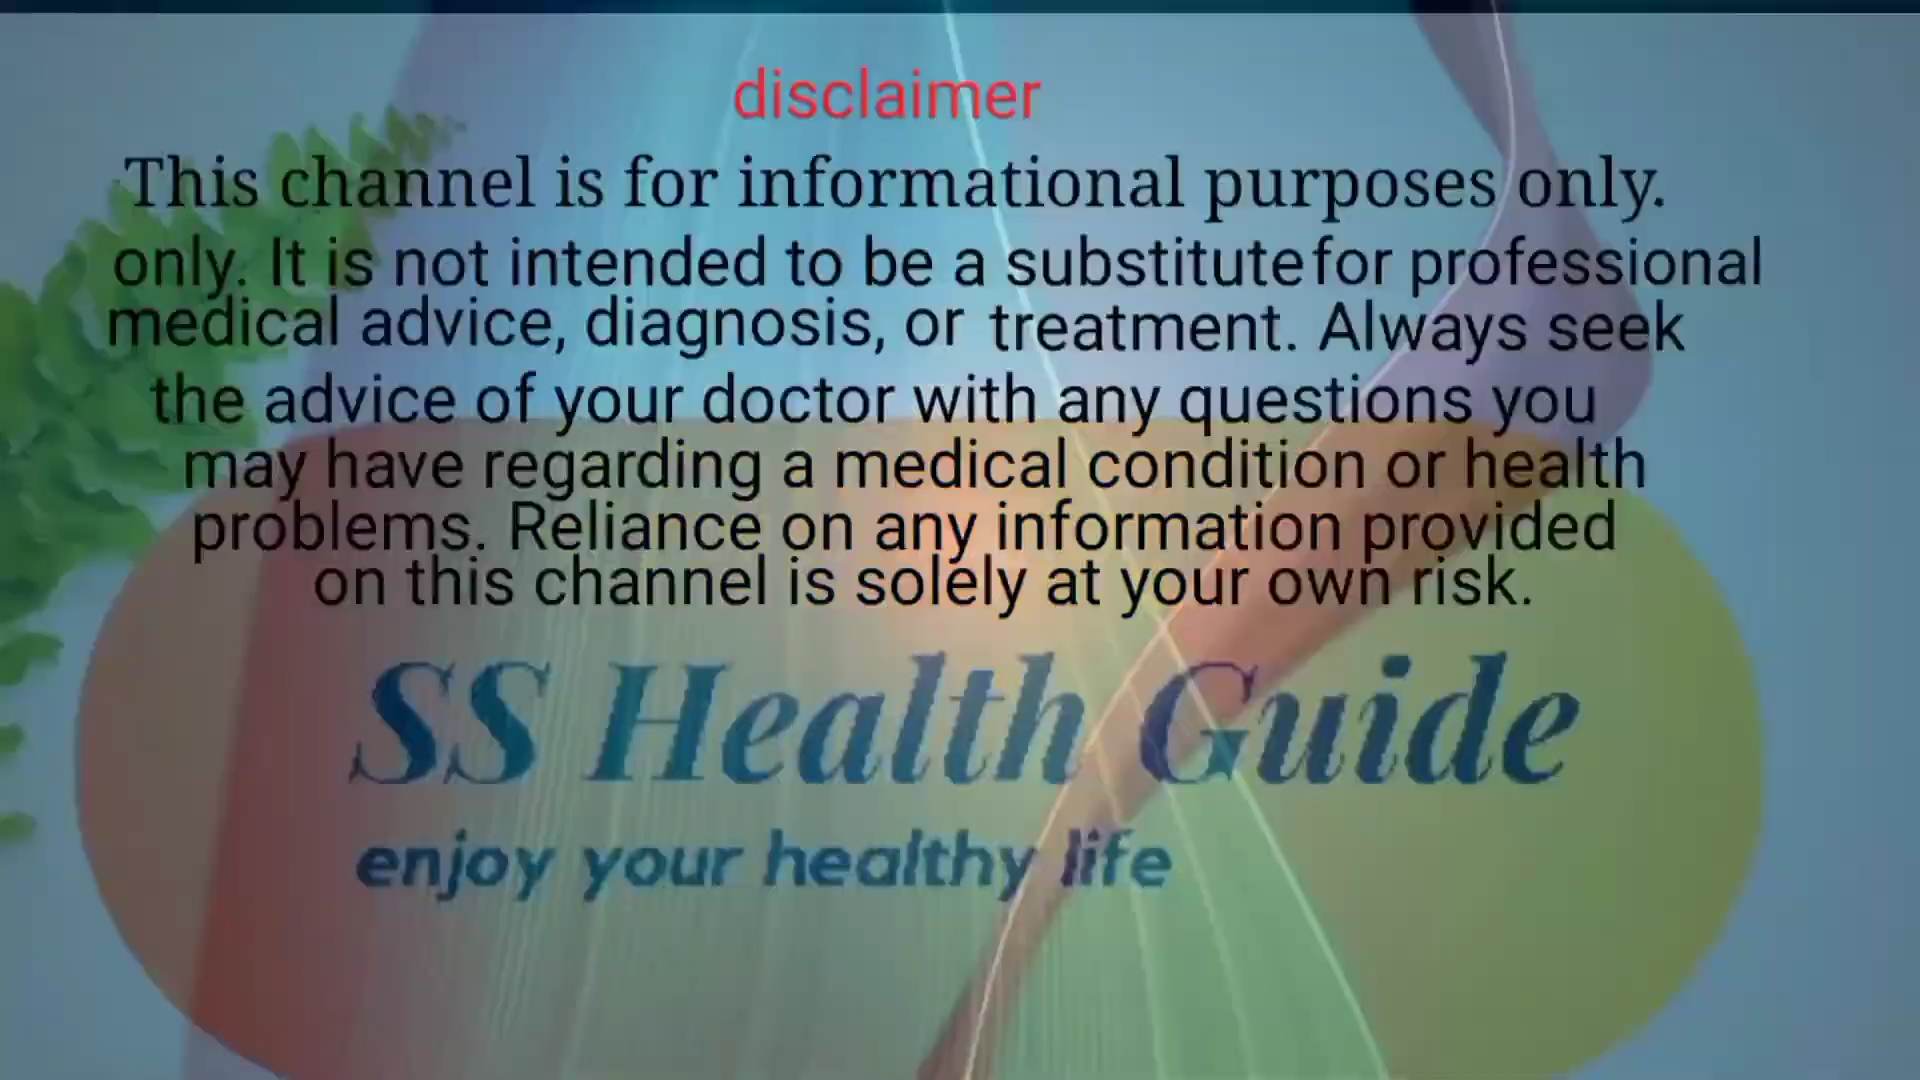 disclaimer
This channel is for informational purposes only.
only. It is not intended to be a substitute for professional
medical advice, diagnosis, or treatment. Always seek
the advice of your doctor with any questions you
may have regarding a medical condition or health
problems. Reliance on any information provided
on this channel is solely at your own risk.
SS Health Guide
enjoy your healthy life